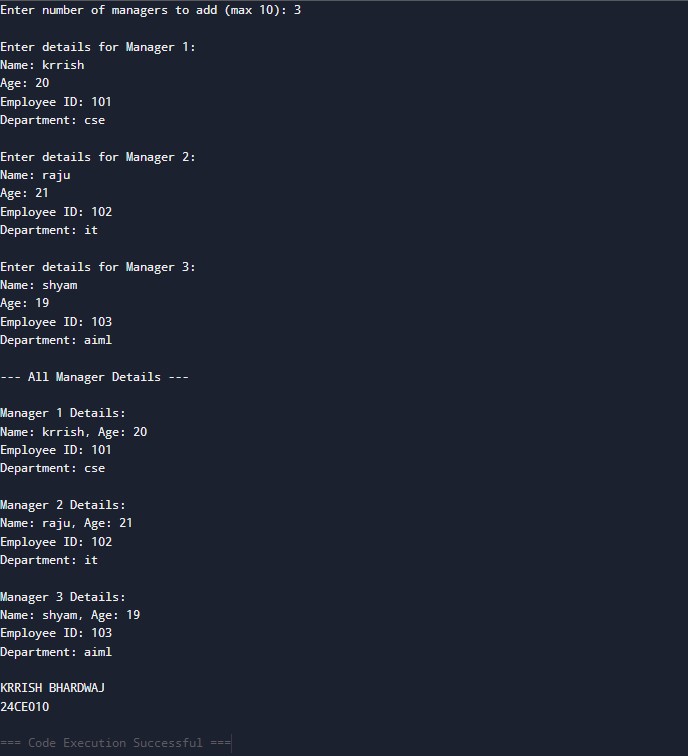 Enter number of managers to add (max 10): 3
Enter details for Manager 1:
Name: krrish
Age: 20
Employee ID: 101
Department: cse
Enter details for Manager 2:
Name: raju
Age: 21
Employee ID: 102
Department: it
Enter details for Manager 3:
Name: shyam
Age: 19
Employee ID: 103
Department: aiml
--- All Manager Details ---
Manager 1 Details:
Name: krrish, Age: 20
Employee ID: 101
Department: cse
Manager 2 Details:
Name: raju, Age: 21
Employee ID: 102
Department: it
Manager 3 Details:
Name: shyam, Age: 19
Employee ID: 103
Department: aiml
KRRISH BHARDWAJ
24CE010
=== Code Execution Successful ===